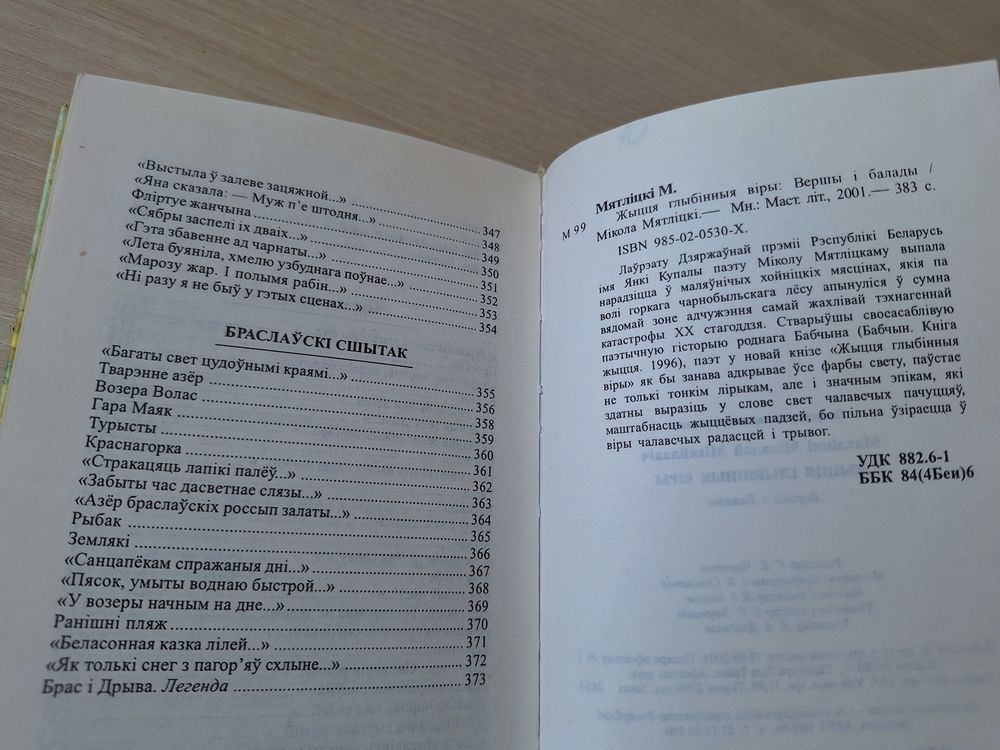 «Выстыла ў залеве зацяжной...» 347
«Яна сказала: — Муж п'е штодня...» 348
Фліртуе жанчына 349
«Сябры заспелі іх дваіх...» 350
«Гэта збавенне ад чарнаты...» 351
«Лета буяніла, хмелю узбуднага поўнае...» 352
«Марозу жар. І полымя рабін...» 353
«Ні разу я не быў у гэтых сценах...» 354
БРАСЛАЎСКІ СШЫТАК
«Багаты свет цудоўнымі краямі...» 355
Тварэнне азёр 356
Возера Волас 358
Гара Маяк 359
Турысты 360
Краснагорка 361
«Стракацяць лапікі палёў...» 362
«Забыты час дасветнае слязы...» 363
«Азёр браслаўскіх россып залаты...» 364
Рыбак 365
Землякі 366
«Санцапёкам спражаныя дні...» 367
«Пясок, умыты воднаю быстрой...» 368
«У возеры начным на дне...» 369
Ранішні пляж 370
«Беласонная казка лілей...» 371
«Як толькі снег з пагор'яў схлыне...» 372
Брас і Дрыва. Легенда 373
10
Мятліцкі М.
М 99 Жыцця глыбінныя віры: Вершы і балады /
Мікола Мятліцкі.— Мн.: Маст. літ., 2001.— 383 с.
ISBN 985-02-0530-X.
Лаўрэату Дзяржаўнай прэміі Рэспублікі Беларусь
імя Янкі Купалы паэту Міколу Мятліцкаму выпала
нарадзіцца ў маляўнічых хойніцкіх мясцінах, якія па
волі горкага чарнобыльскага лёсу апынуліся ў сумна
вядомай зоне адчужэння самай жахлівай тэхнагеннай
катастрофы XX стагоддзя. Стварыўшы свосасаблівую
паэтычную гісторыю роднага Бабчына (Бабчын. Кніга
жыцця. 1996), паэт у новай кнізе «Жыцця глыбінныя
віры» як бы занава адкрывае ўсе фарбы свету, паўстае
не толькі тонкім лірыкам, але і значным эпікам, які
здатны выразіць у слове свет чалавечых пачуццяў,
маштабнасць жыццёвых падзей, бо пільна ўзіраецца ў
віры чалавечых радасцей і трывог.
УДК 882.6-1
ББК 84(4Беи)6